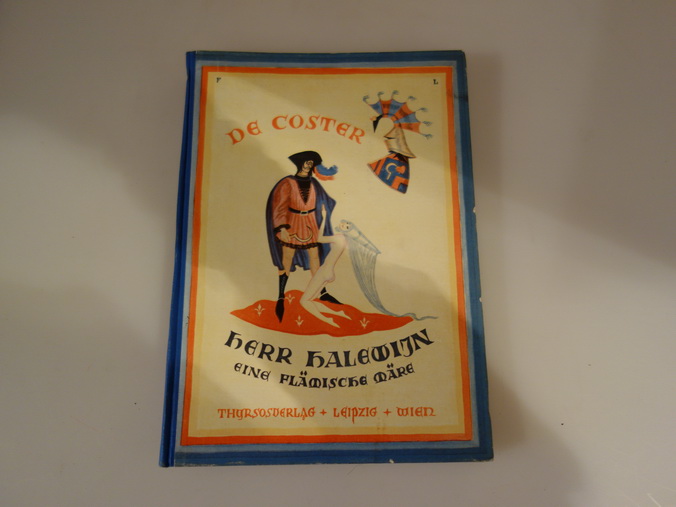 F L
DE COSTER
HERR HALEWIJN
EINE FLÄMISCHE MÄRE
THYRSOSVERLAG + LEIPZIG + WIEN